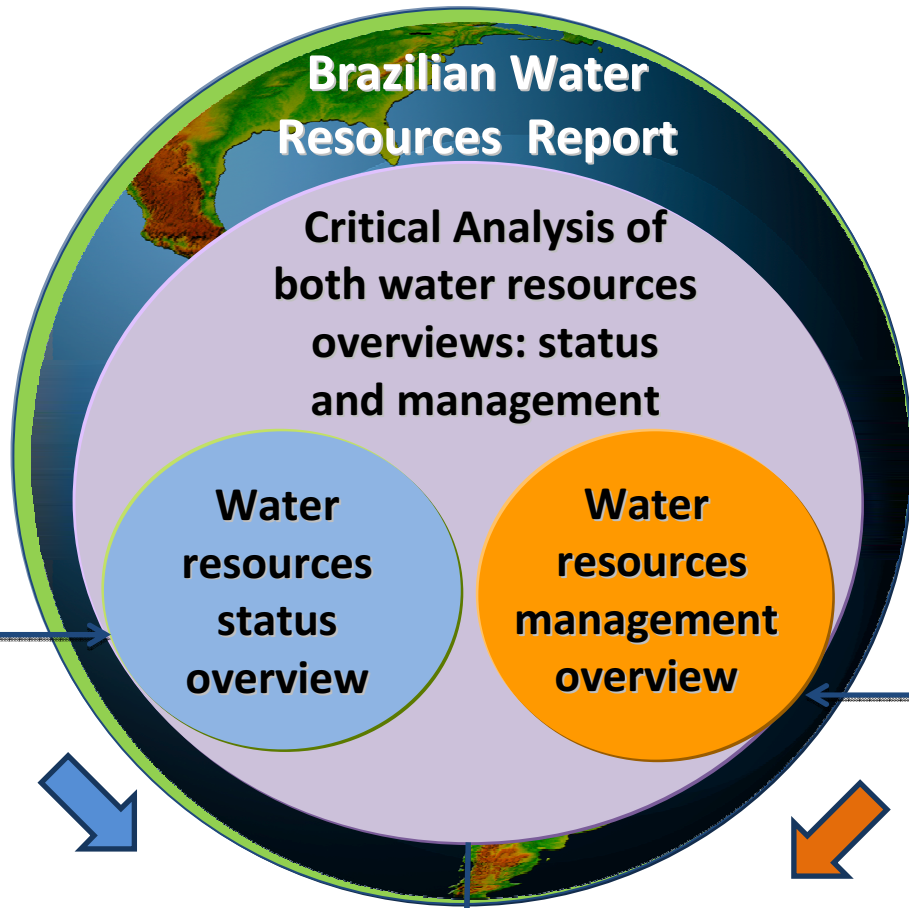 Brazilian Water
Resources Report
Critical Analysis of
both water resources
overviews: status
and management
Water
resources
status
overview
Water
resources
management
overview